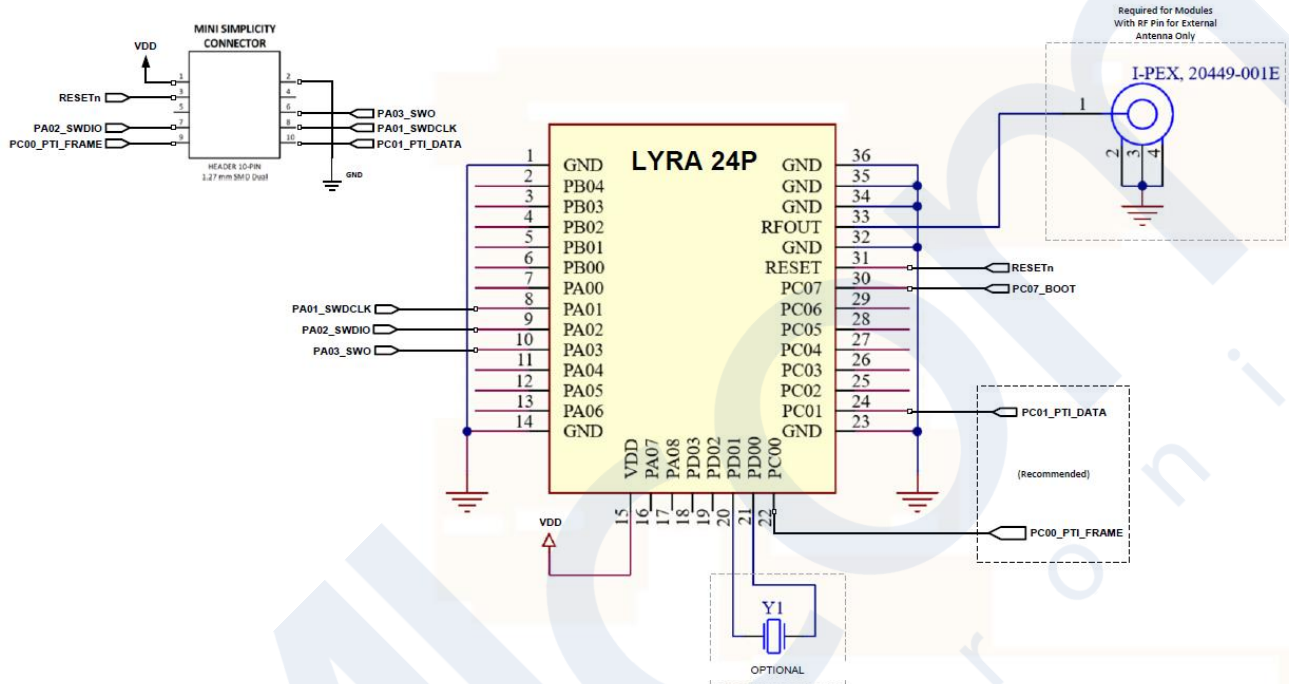 MINI SIMPLICITY
CONNECTOR
VDD
1
2
RESETn
3
4
5
6
PA03_SWO
PA02_SWDIO
7
8
PA01_SWDCLK
PC00_PTI_FRAME
9
10
PC01_PTI_DATA
HEADER 10-PIN
1.27 mm SMD Dual
GND
Required for Modules
With RF Pin for External
Antenna Only
I-PEX, 20449-001E
1
2
3
4
LYRA 24P
1 GND
2 PB04
3 PB03
4 PB02
5 PB01
6 PB00
7 PA00
PA01_SWDCLK 8 PA01
PA02_SWDIO 9 PA02
PA03_SWO 10 PA03
11 PA04
12 PA05
13 PA06
14 GND
GND 36
GND 35
GND 34
RFOUT 33
GND 32
RESET 31 RESETn
PC07 30 PC07_BOOT
PC06 29
PC05 28
PC04 27
PC03 26
PC02 25
PC01 24 PC01_PTI_DATA
GND 23
(Recommended)
VDD 15
PA07 16
PA08 17
PD03 18
PD02 19
PD01 20
PD00 21
PC00 22
PC00_PTI_FRAME
VDD
Y1
OPTIONAL